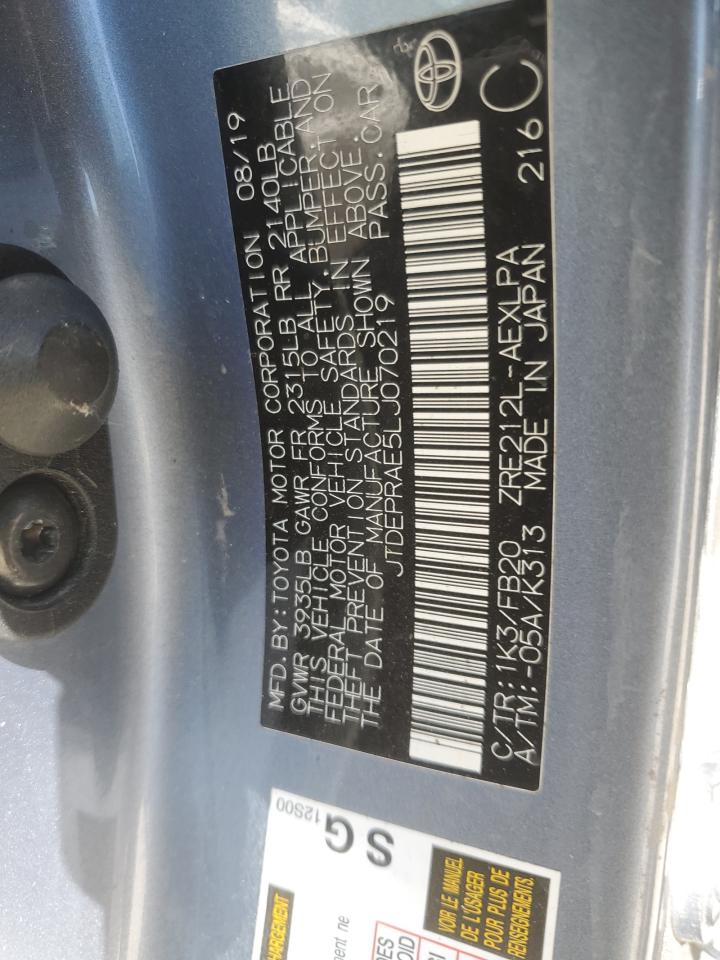 MFD. BY: TOYOTA MOTOR CORPORATION 08/19
GVWR 3935LB GAWR FR 2315LB RR 2140LB
THIS VEHICLE CONFORMS TO ALL APPLICABLE
FEDERAL MOTOR VEHICLE SAFETY, BUMPER, AND
THEFT PREVENTION STANDARDS IN EFFECT ON
THE DATE OF MANUFACTURE SHOWN ABOVE.
JTDEPRAE5LJ070219 PASS.CAR
C/TR: 1K3/FB20 ZRE212L-AEXLPA 216 C
A/TM:-05A/K313 MADE IN JAPAN
S G
12S00
VOIR LE MANUEL
DE L'USAGER
POUR PLUS DE
RENSEIGNEMENTS.